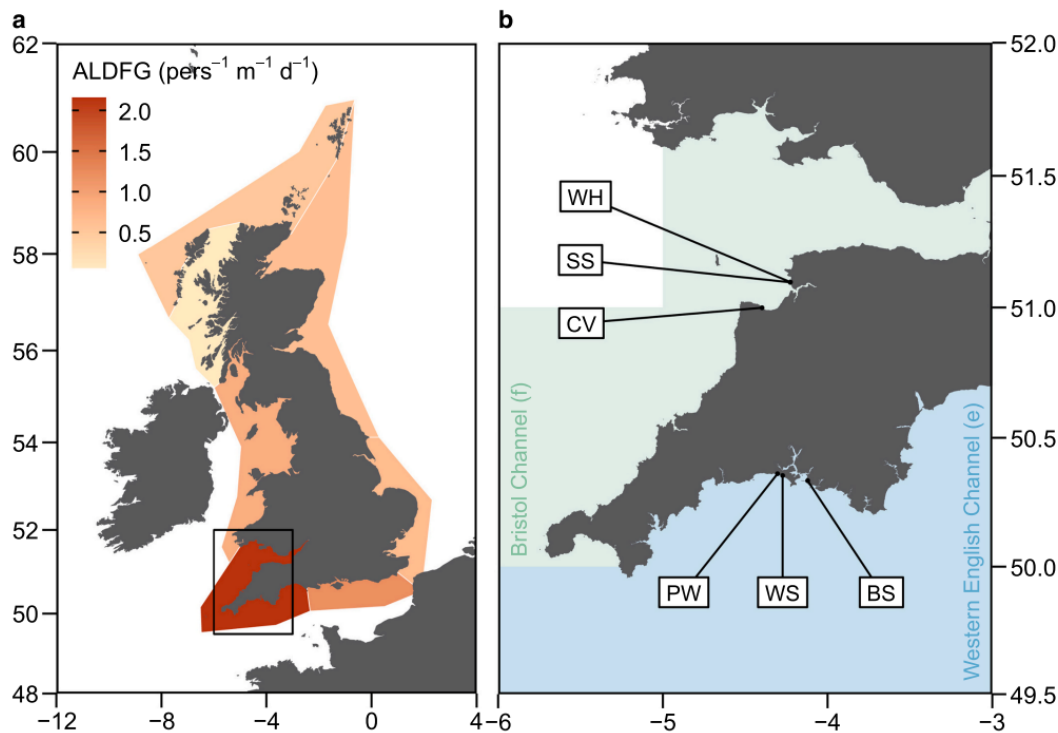 a
b
62
60
58
56
54
52
50
48
−12
−8
−4
0
4
ALDFG (pers⁻¹ m⁻¹ d⁻¹)
2.0
1.5
1.0
0.5
WH
SS
CV
PW
WS
BS
Bristol Channel (f)
Western English Channel (e)
52.0
51.5
51.0
50.5
50.0
49.5
−6
−5
−4
−3